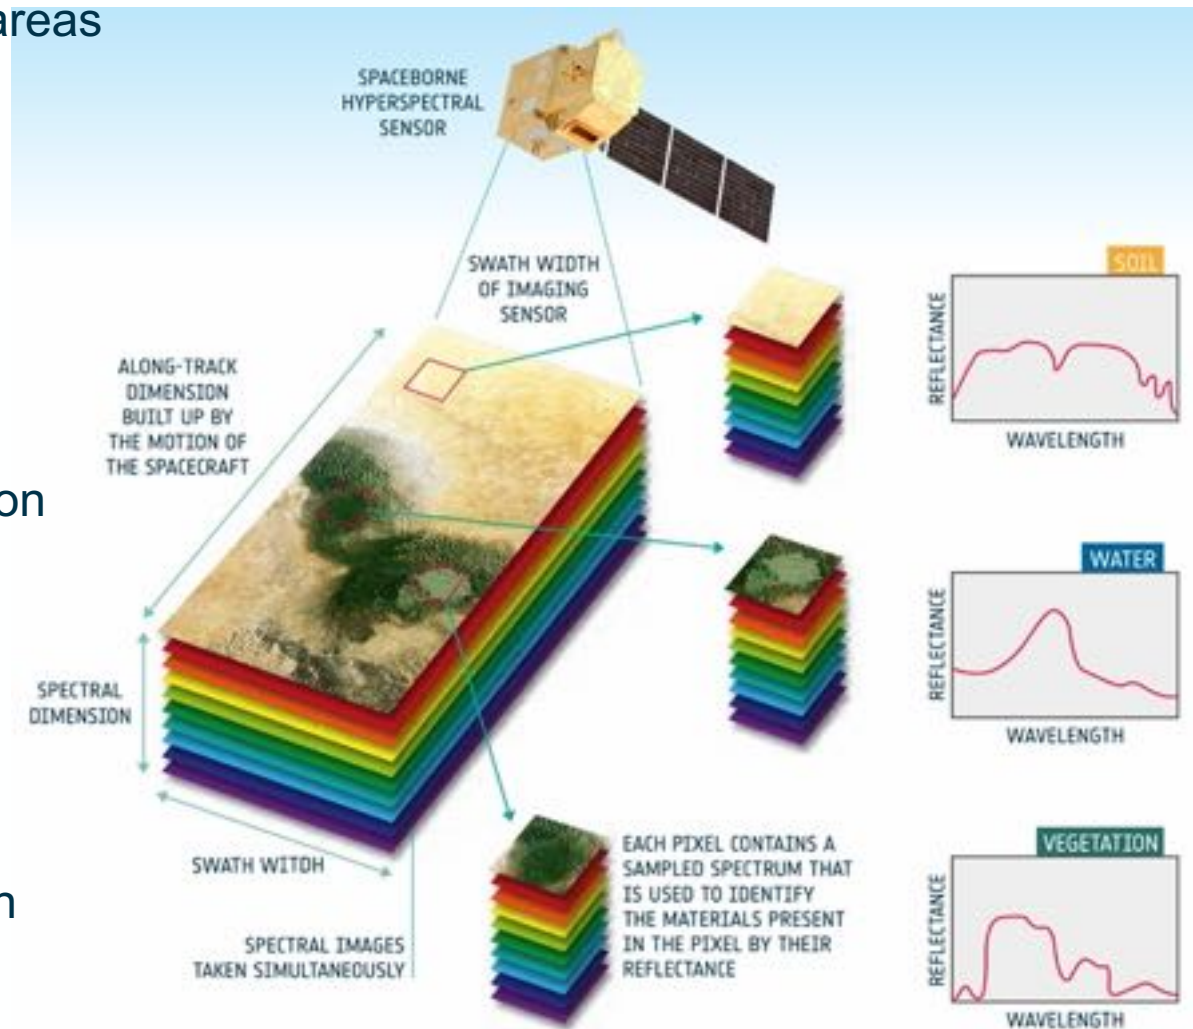 areas
SPACEBORNE
HYPERSPECTRAL
SENSOR
SWATH WIDTH
OF IMAGING
SENSOR
ALONG-TRACK
DIMENSION
BUILT UP BY
THE MOTION OF
THE SPACECRAFT
SOIL
REFLECTANCE
WAVELENGTH
on
WATER
REFLECTANCE
WAVELENGTH
SPECTRAL
DIMENSION
SWATH WITDH
n
SPECTRAL IMAGES
TAKEN SIMULTANEOUSLY
EACH PIXEL CONTAINS A
SAMPLED SPECTRUM THAT
IS USED TO IDENTIFY
THE MATERIALS PRESENT
IN THE PIXEL BY THEIR
REFLECTANCE
VEGETATION
REFLECTANCE
WAVELENGTH